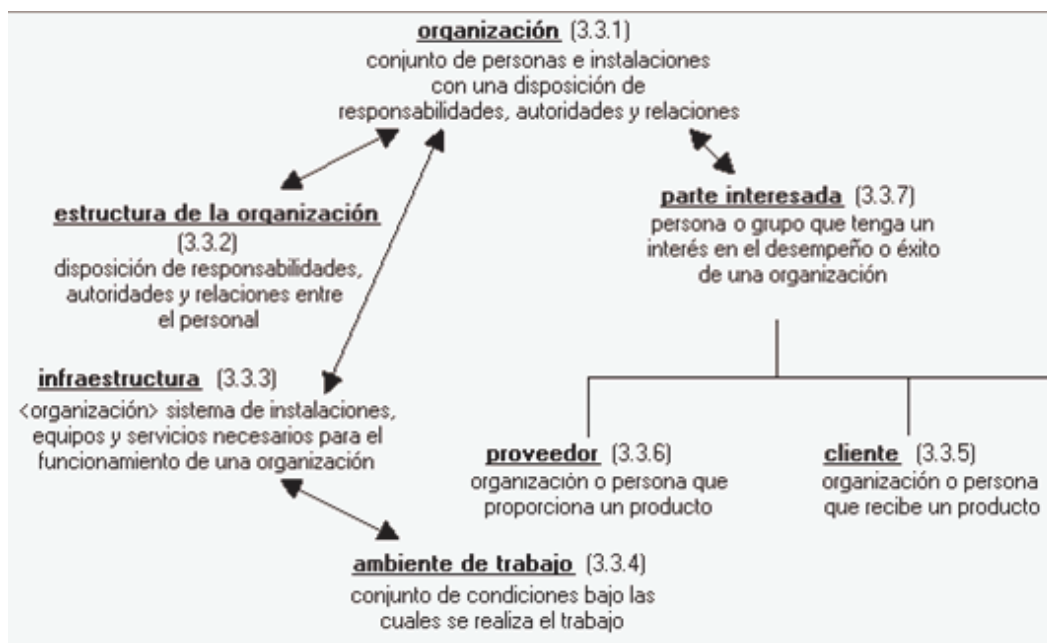 organización (3.3.1)
conjunto de personas e instalaciones
con una disposición de
responsabilidades, autoridades y relaciones
estructura de la organización
(3.3.2)
disposición de responsabilidades,
autoridades y relaciones entre
el personal
parte interesada (3.3.7)
persona o grupo que tenga un
interés en el desempeño o éxito
de una organización
infraestructura (3.3.3)
<organización> sistema de instalaciones,
equipos y servicios necesarios para el
funcionamiento de una organización
proveedor (3.3.6)
organización o persona que
proporciona un producto
cliente (3.3.5)
organización o persona
que recibe un producto
ambiente de trabajo (3.3.4)
conjunto de condiciones bajo las
cuales se realiza el trabajo